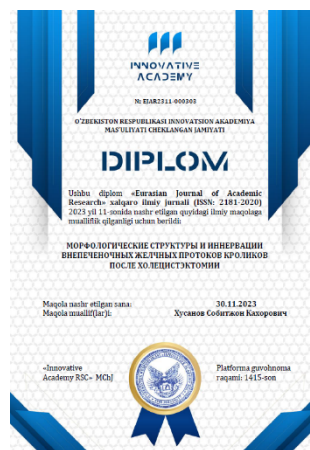 INNOVATIVE
ACADEMY
№ EJAR2311-000303
O'ZBEKISTON RESPUBLIKASI INNOVATSION AKADEMIYA
MAS'ULIYATI CHEKLANGAN JAMIYATI
DIPLOM
Ushbu diplom «Eurasian Journal of Academic
Research» xalqaro ilmiy jurnali (ISSN: 2181-2020)
2023 yil 11-sonida nashr etilgan quyidagi ilmiy maqolaga
mualliflik qilganligi uchun berildi:
МОРФОЛОГИЧЕСКИЕ СТРУКТУРЫ И ИННЕРВАЦИИ
ВНЕПЕЧЕНОЧНЫХ ЖЕЛЧНЫХ ПРОТОКОВ КРОЛИКОВ
ПОСЛЕ ХОЛЕЦИСТЭКТОМИИ
Maqola nashr etilgan sana: 30.11.2023
Maqola muallif(lar)i: Хусанов Собитжон Кахорович
«Innovative Platforma guvohnoma
Academy RSC» MChJ raqami: 1415-son